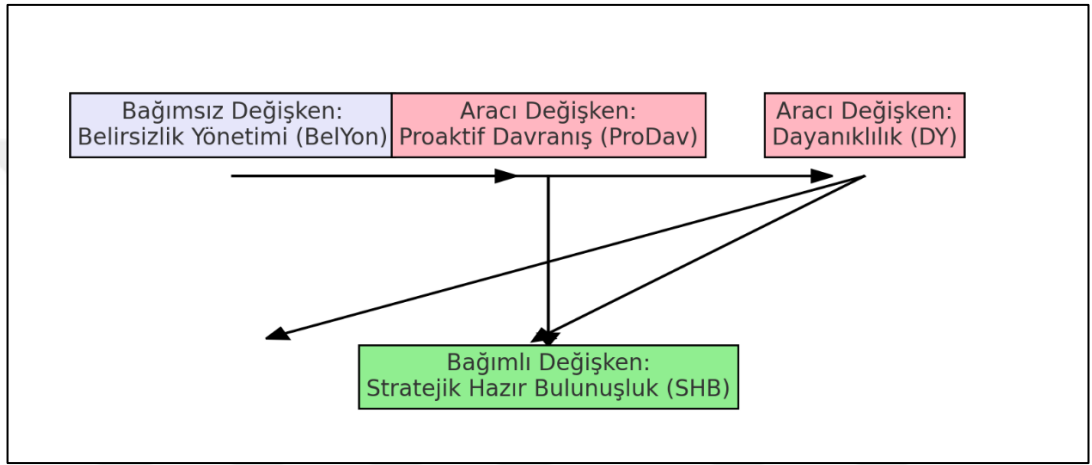 Bağımsız Değişken:
Belirsizlik Yönetimi (BelYon)
Aracı Değişken:
Proaktif Davranış (ProDav)
Aracı Değişken:
Dayanıklılık (DY)
Bağımlı Değişken:
Stratejik Hazır Bulunuşluk (SHB)